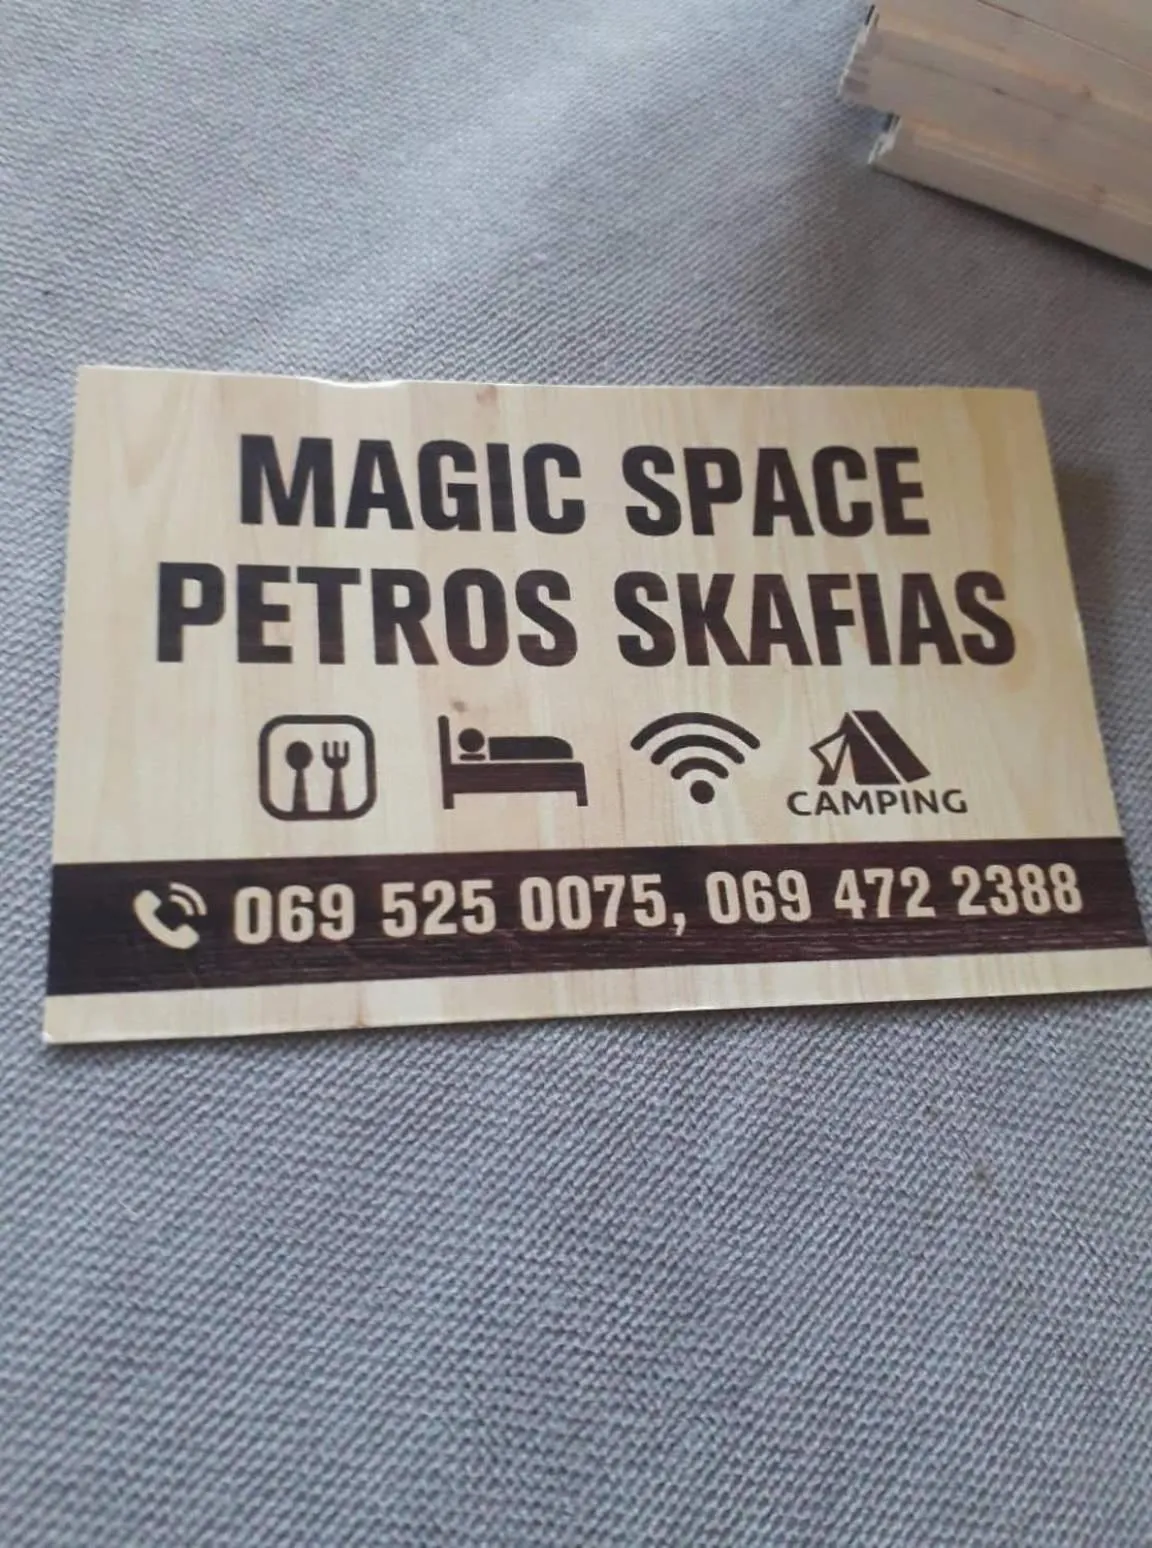 MAGIC SPACE
PETROS SKAFIAS
CAMPING
069 525 0075, 069 472 2388